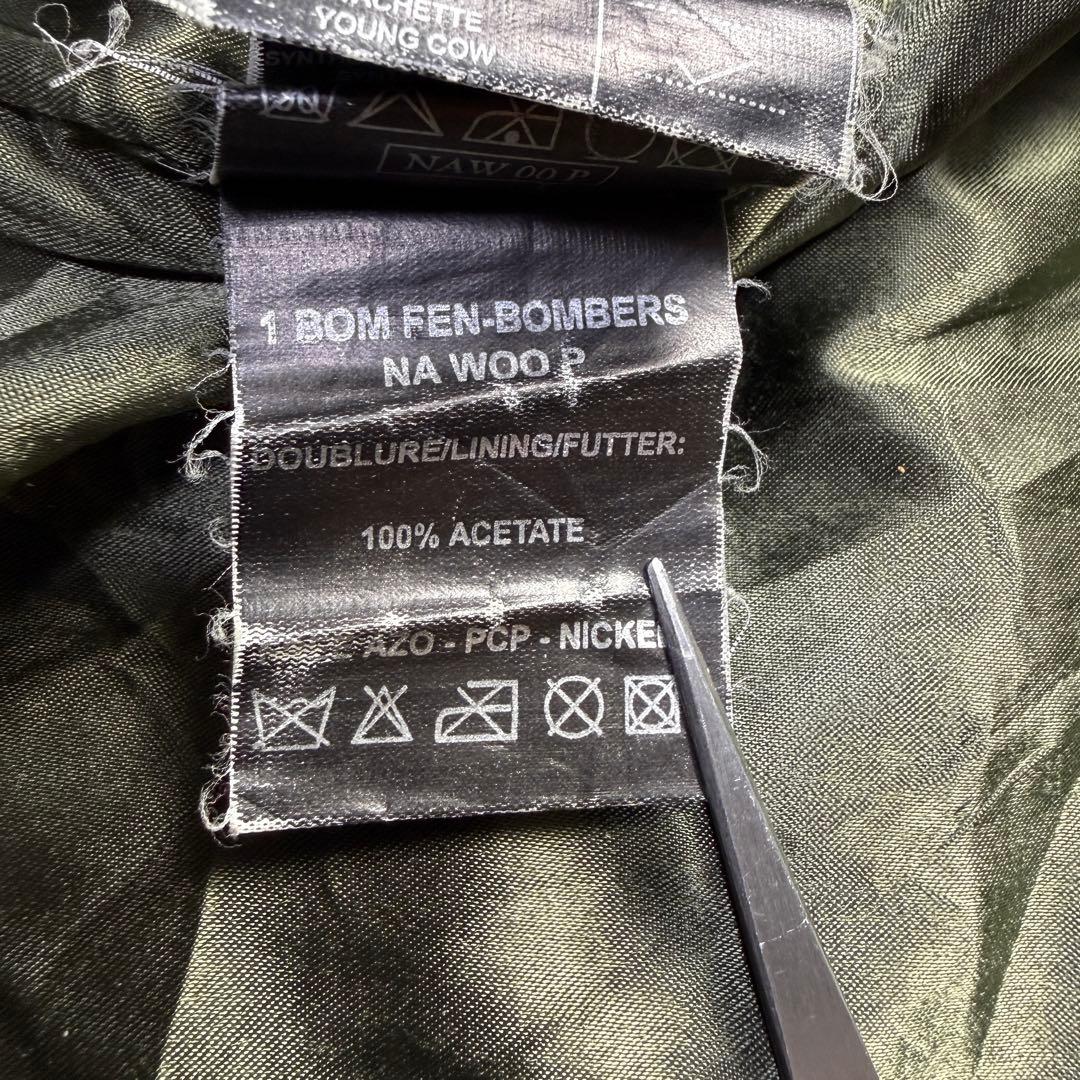 YOUNG COW
NAW 00 P
1 BOM FEN-BOMBERS
NA WOO P
DOUBLURE/LINING/FUTTER:
100% ACETATE
AZO - PCP - NICKEL